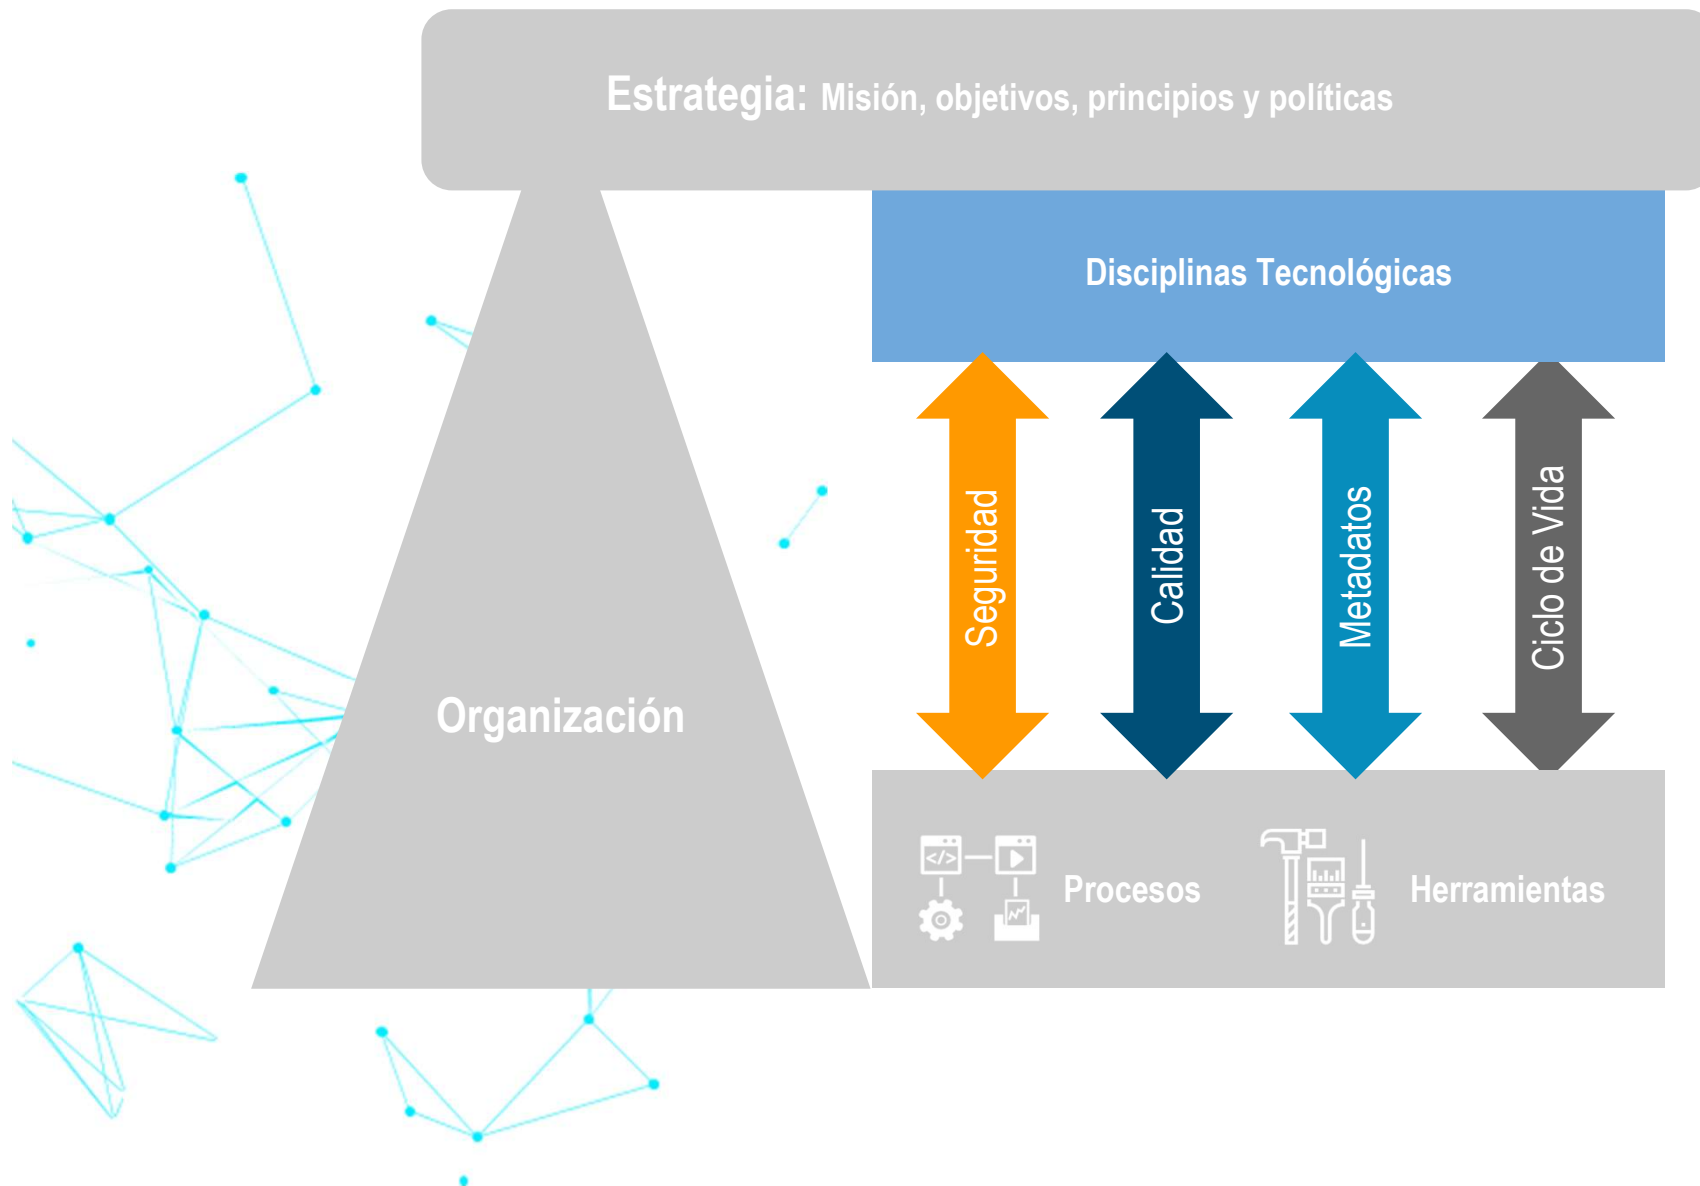 Estrategia: Misión, objetivos, principios y políticas
Disciplinas Tecnológicas
Seguridad
Calidad
Metadatos
Ciclo de Vida
Organización
</>
Procesos
Herramientas